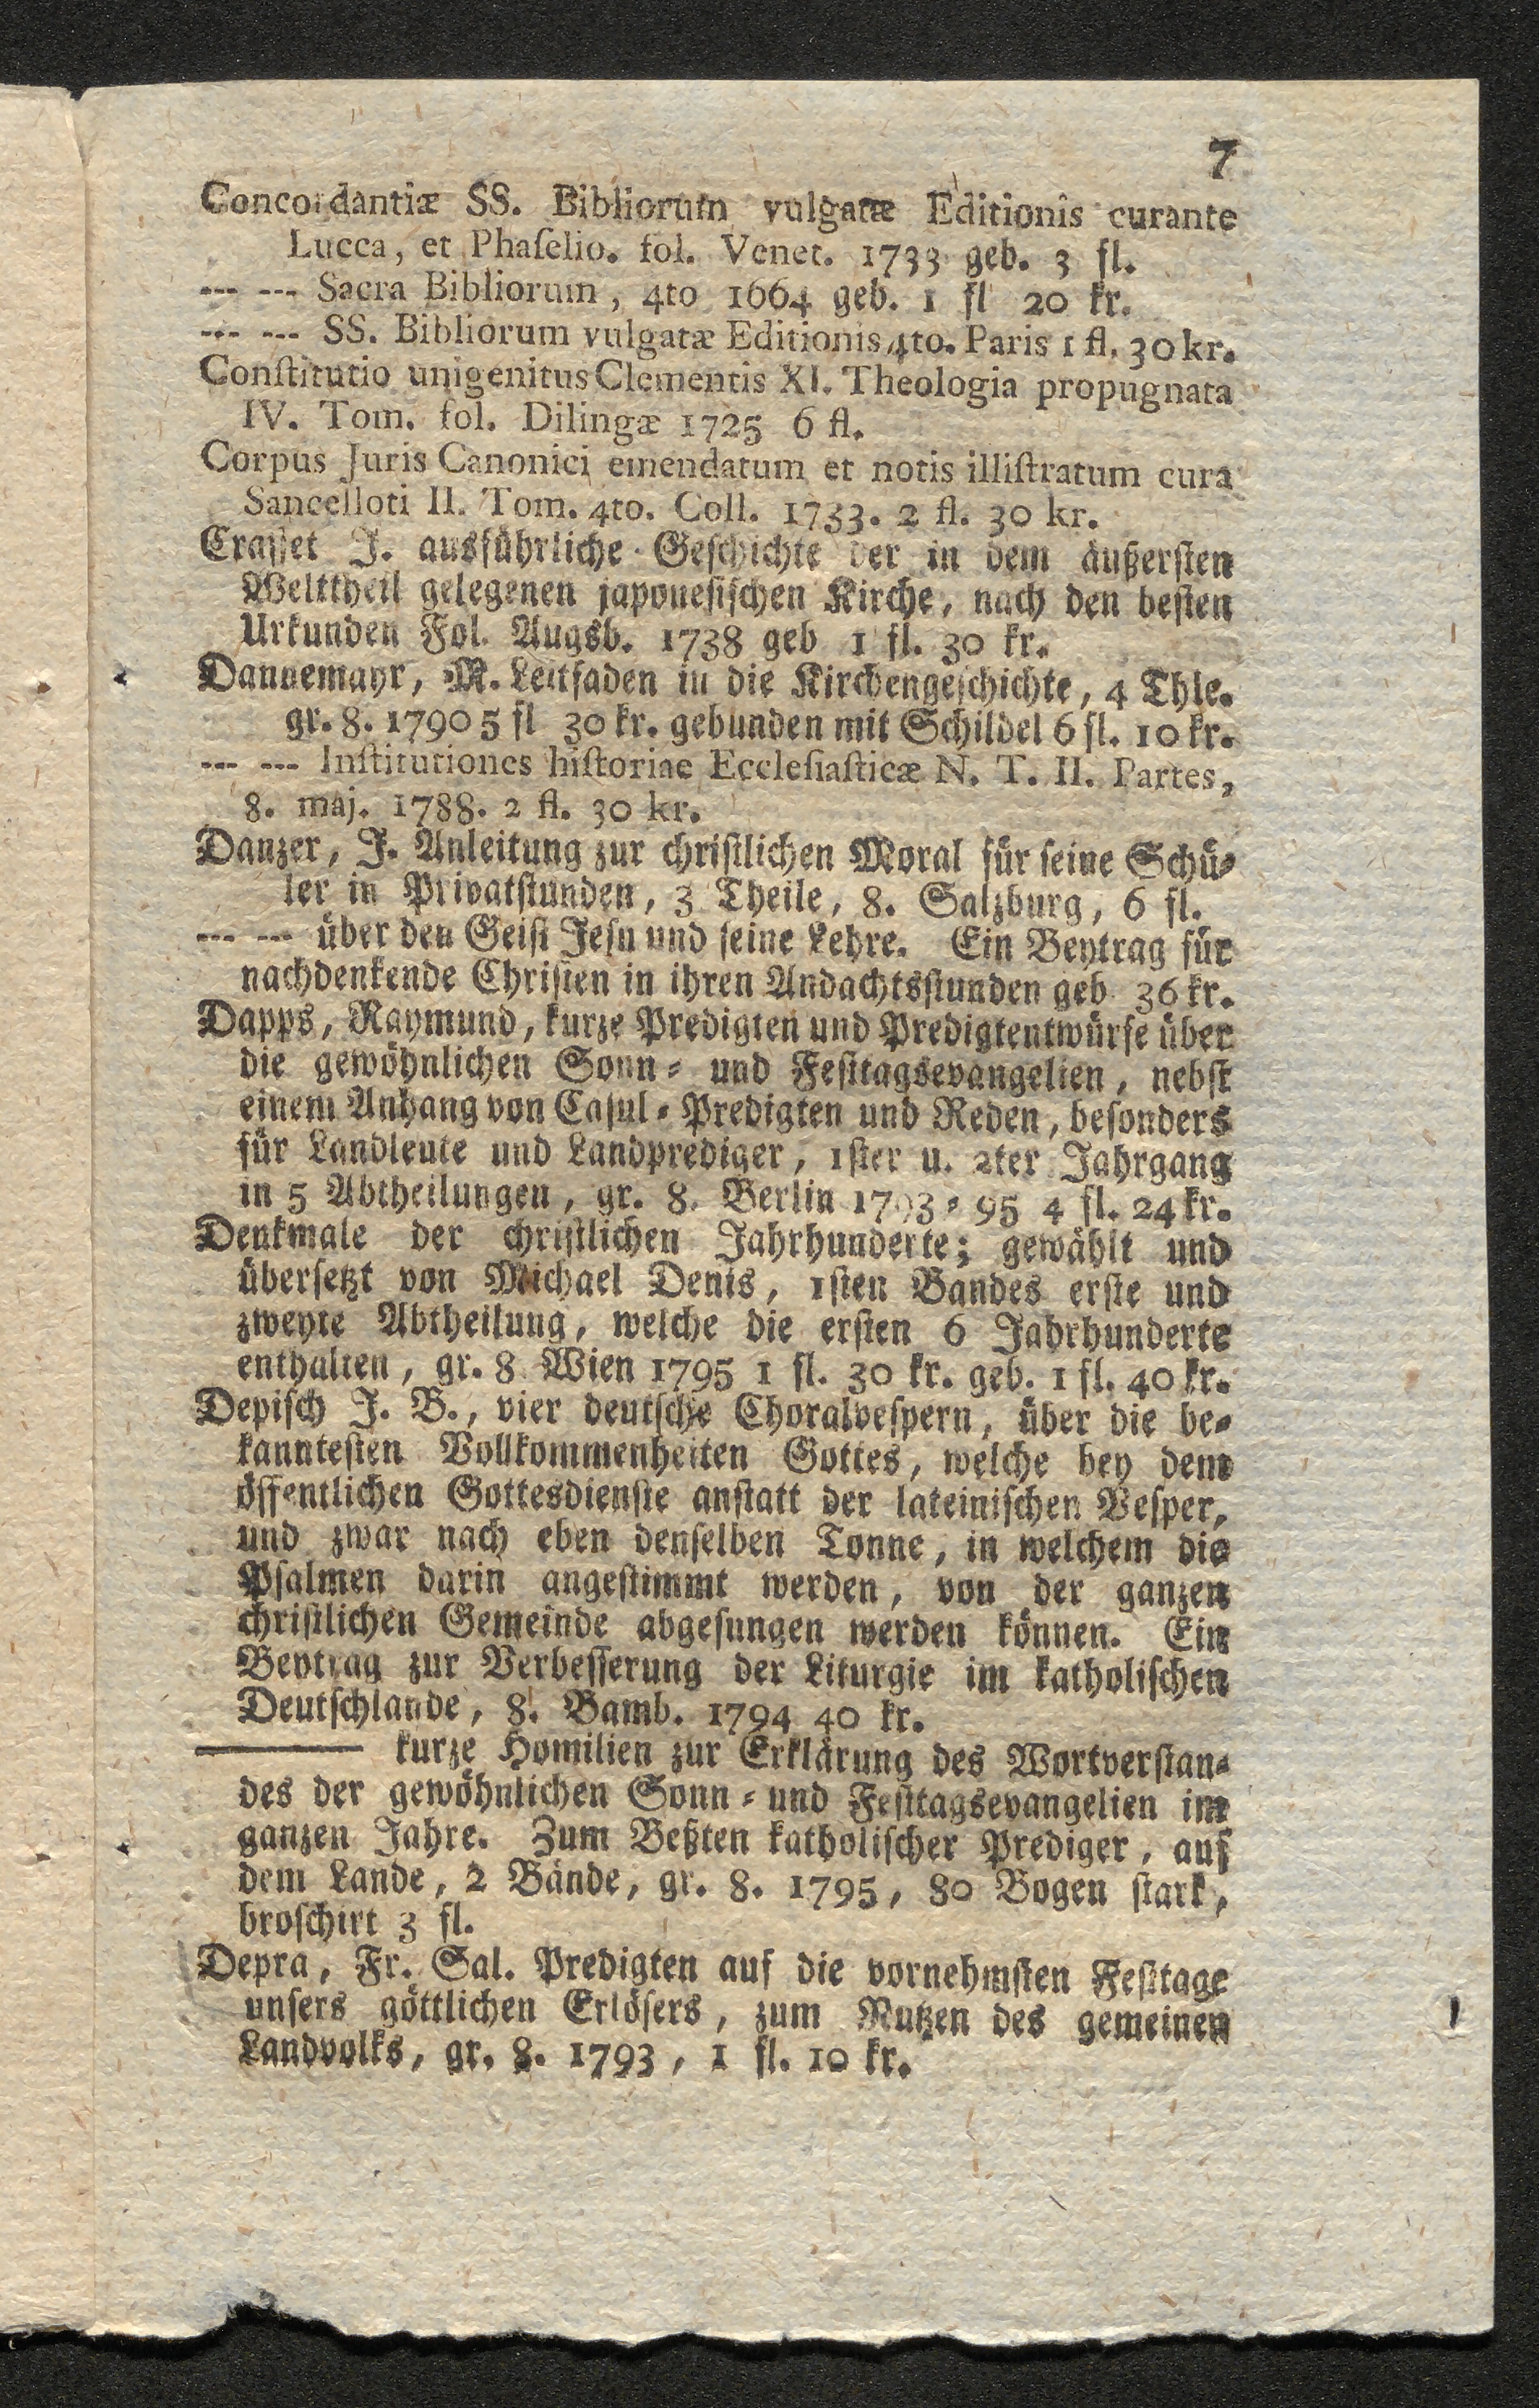 7
Concordantiæ SS. Bibliorum vulgatæ Editionis curante
Lucca, et Phaſelio. fol. Venet. 1733 geb. 3 fl.
--- --- Sacra Bibliorum, 4to 1664 geb. 1 fl 20 kr.
--- --- SS. Bibliorum vulgatæ Editionis 4to. Paris 1 fl. 30 kr.
Conſtitutio unigenitus Clementis XI. Theologia propugnata
IV. Tom. fol. Dilingæ 1725 6 fl.
Corpus Juris Canonici emendatum et notis illiſtratum cura
Sancelloti II. Tom. 4to. Coll. 1733. 2 fl. 30 kr.
Craſſet J. ausführliche Geſchichte der in dem äußerſten
Welttheil gelegenen japoneſiſchen Kirche, nach den beſten
Urkunden Fol. Augsb. 1738 geb 1 fl. 30 kr.
Dannemayr, M. Leitfaden in die Kirchengeſchichte, 4 Thle.
gr. 8. 1790 5 fl 30 kr. gebunden mit Schildel 6 fl. 10 kr.
--- --- Inſtitutiones hiſtoriae Eccleſiaſticæ N. T. II. Partes,
8. maj. 1788. 2 fl. 30 kr.
Danzer, J. Anleitung zur chriſtlichen Moral für ſeine Schü-
ler in Privatſtunden, 3 Theile, 8. Salzburg, 6 fl.
--- --- über den Geiſt Jeſu und ſeine Lehre. Ein Beytrag für
nachdenkende Chriſten in ihren Andachtsſtunden geb. 36 kr.
Dapps, Raymund, kurze Predigten und Predigtentwürfe über
die gewöhnlichen Sonn- und Feſttagsevangelien, nebſt
einem Anhang von Caſul-Predigten und Reden, beſonders
für Landleute und Landprediger, 1ſter u. 2ter Jahrgang
in 5 Abtheilungen, gr. 8. Berlin 1793-95 4 fl. 24 kr.
Denkmale der chriſtlichen Jahrhunderte; gewählt und
überſetzt von Michael Denis, 1ſten Bandes erſte und
zweyte Abtheilung, welche die erſten 6 Jahrhunderte
enthalten, gr. 8 Wien 1795 1 fl. 30 kr. geb. 1 fl. 40 kr.
Depiſch J. B., vier deutſche Choralveſpern, über die be-
kannteſten Vollkommenheiten Gottes, welche bey dem
öffentlichen Gottesdienſte anſtatt der lateiniſchen Veſper,
und zwar nach eben denſelben Tonne, in welchem die
Pſalmen darin angeſtimmt werden, von der ganzen
chriſtlichen Gemeinde abgeſungen werden können. Ein
Beytrag zur Verbeſſerung der Liturgie im katholiſchen
Deutſchlande, 8. Bamb. 1794 40 kr.
——— kurze Homilien zur Erklärung des Wortverſtan-
des der gewöhnlichen Sonn- und Feſttagsevangelien im
ganzen Jahre. Zum Beßten katholiſcher Prediger, auf
dem Lande, 2 Bände, gr. 8. 1795, 80 Bogen ſtark,
broſchirt 3 fl.
Depra, Fr. Sal. Predigten auf die vornehmſten Feſttage
unſers göttlichen Erlöſers, zum Nutzen des gemeinen
Landvolks, gr. 8. 1793, 1 fl. 10 kr.